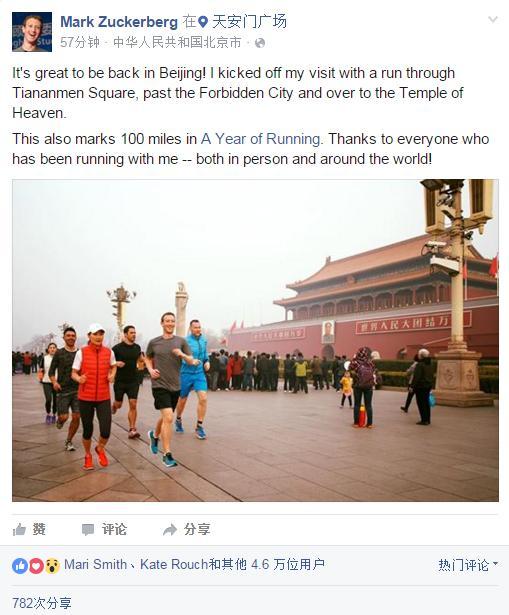 Mark Zuckerberg 在 天安门广场
57分钟 · 中华人民共和国北京市 ·
It's great to be back in Beijing! I kicked off my visit with a run through
Tiananmen Square, past the Forbidden City and over to the Temple of
Heaven.
This also marks 100 miles in A Year of Running. Thanks to everyone who
has been running with me -- both in person and around the world!
世界人民大团结万
赞 评论 分享
Mari Smith、Kate Rouch和其他 4.6 万位用户 热门评论
782次分享